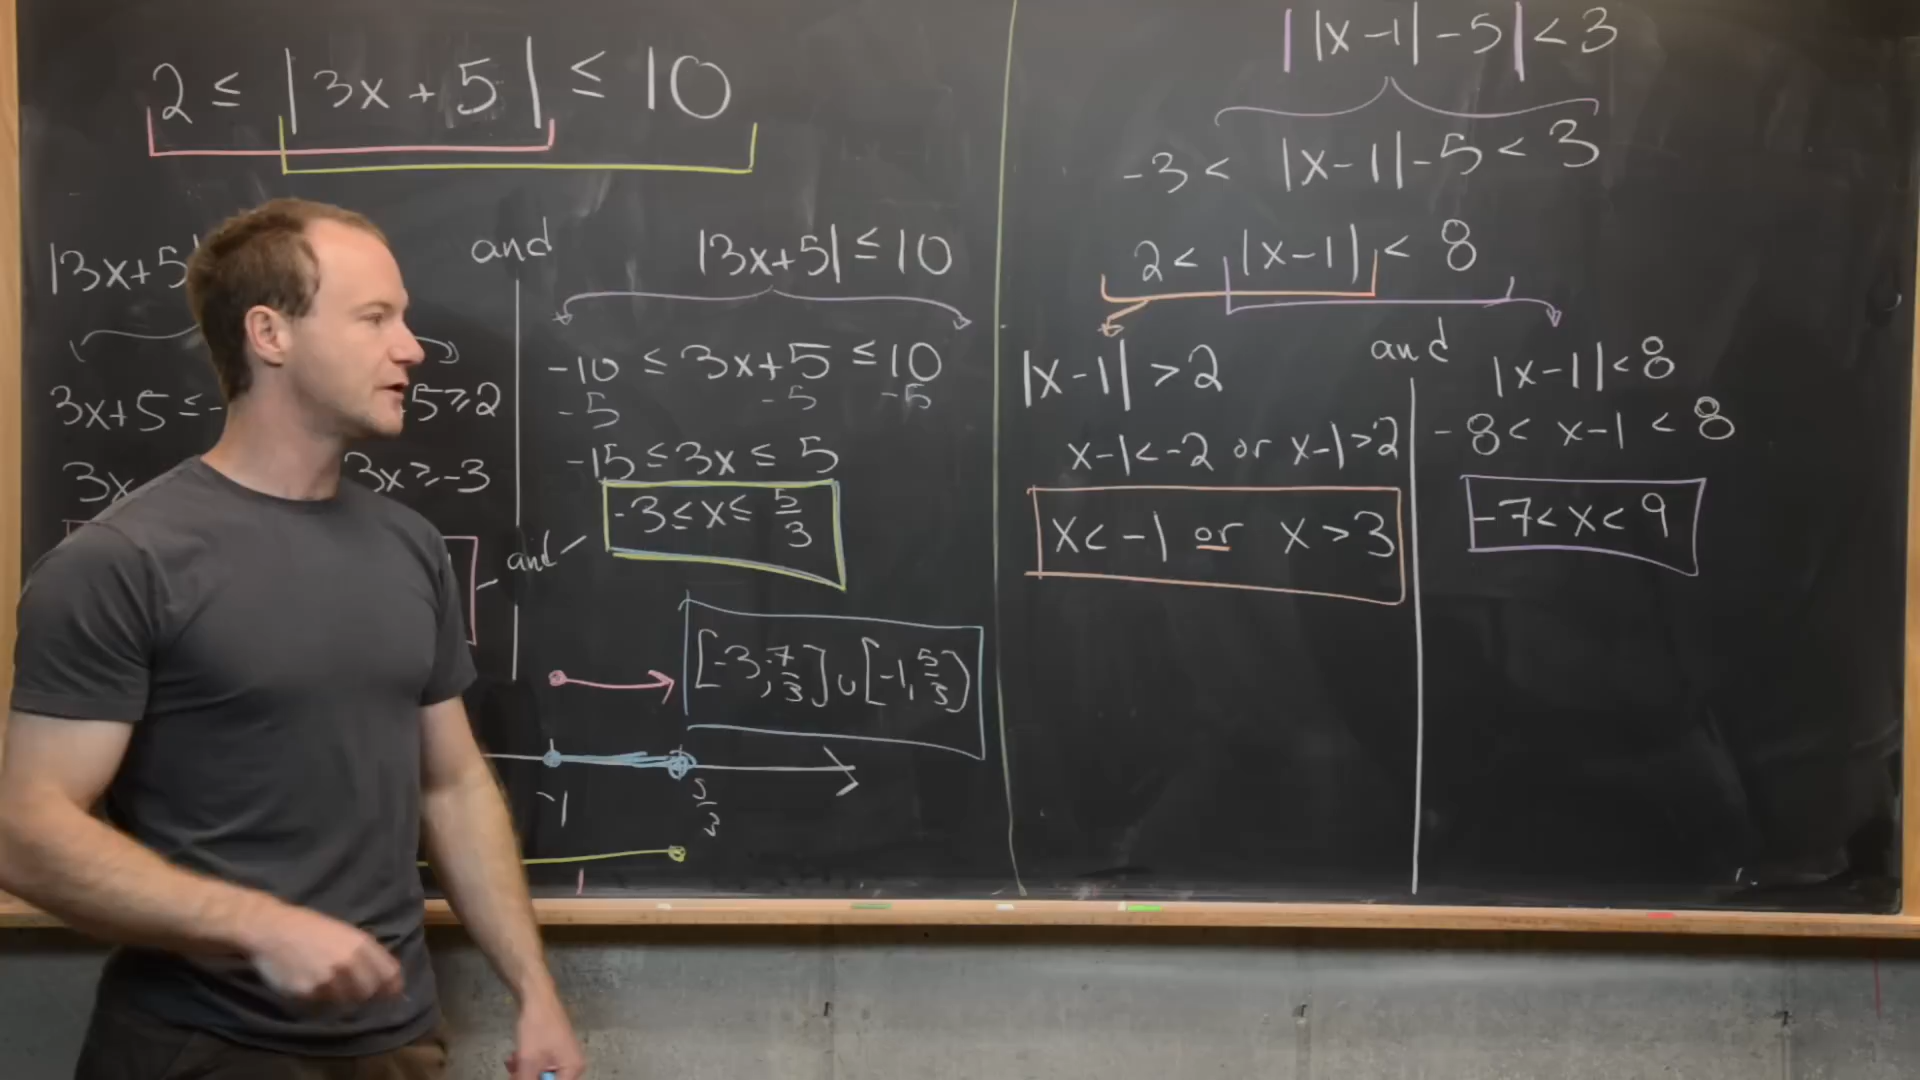 2 ≤ |3x + 5| ≤ 10
|3x+5|
and
|3x+5| ≤ 10
3x+5 ≤ -
5 ≥ 2
-10 ≤ 3x+5 ≤ 10
-5 -5 -5
3x
3x ≥ -3
-15 ≤ 3x ≤ 5
-3 ≤ x ≤ 5/3
and
[-3, -7/3] ∪ [-1, 5/3)
-1
5/3
||x-1| - 5| < 3
-3 < |x-1| - 5 < 3
2 < |x-1| < 8
and
|x-1| > 2
|x-1| < 8
x-1 < -2 or x-1 > 2
-8 < x-1 < 8
x < -1 or x > 3
-7 < x < 9